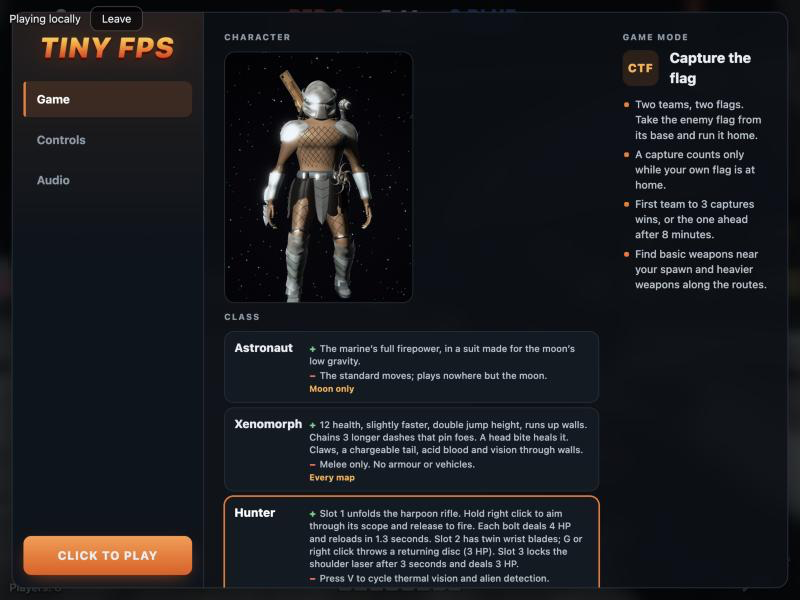 Playing locally
Leave
TINY FPS
Game
Controls
Audio
CLICK TO PLAY
CHARACTER
CLASS
Astronaut
+ The marine's full firepower, in a suit made for the moon's
low gravity.
– The standard moves; plays nowhere but the moon.
Moon only
Xenomorph
+ 12 health, slightly faster, double jump height, runs up walls.
Chains 3 longer dashes that pin foes. A head bite heals it.
Claws, a chargeable tail, acid blood and vision through walls.
– Melee only. No armour or vehicles.
Every map
Hunter
+ Slot 1 unfolds the harpoon rifle. Hold right click to aim
through its scope and release to fire. Each bolt deals 4 HP
and reloads in 1.3 seconds. Slot 2 has twin wrist blades; G or
right click throws a returning disc (3 HP). Slot 3 locks the
shoulder laser after 3 seconds and deals 3 HP.
– Press V to cycle thermal vision and alien detection.
GAME MODE
CTF
Capture the
flag
Two teams, two flags.
Take the enemy flag from
its base and run it home.
A capture counts only
while your own flag is at
home.
First team to 3 captures
wins, or the one ahead
after 8 minutes.
Find basic weapons near
your spawn and heavier
weapons along the routes.